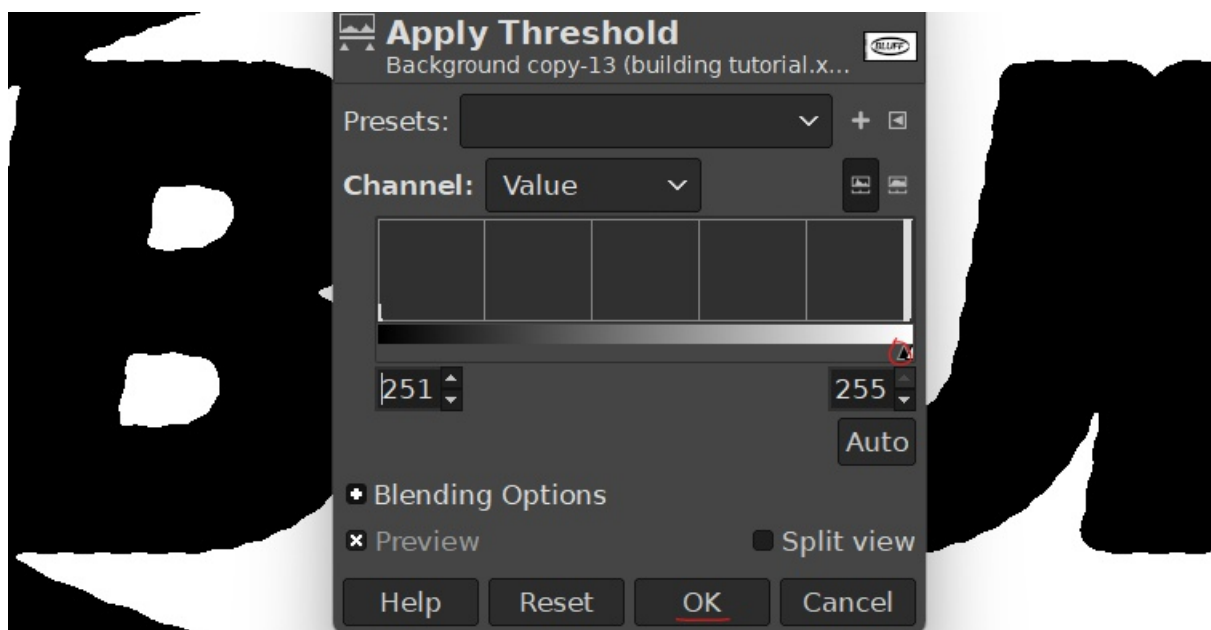 Apply Threshold
Background copy-13 (building tutorial.x...
BLUFF
Presets:
Channel: Value
251 255
Auto
Blending Options
Preview Split view
Help Reset OK Cancel
B